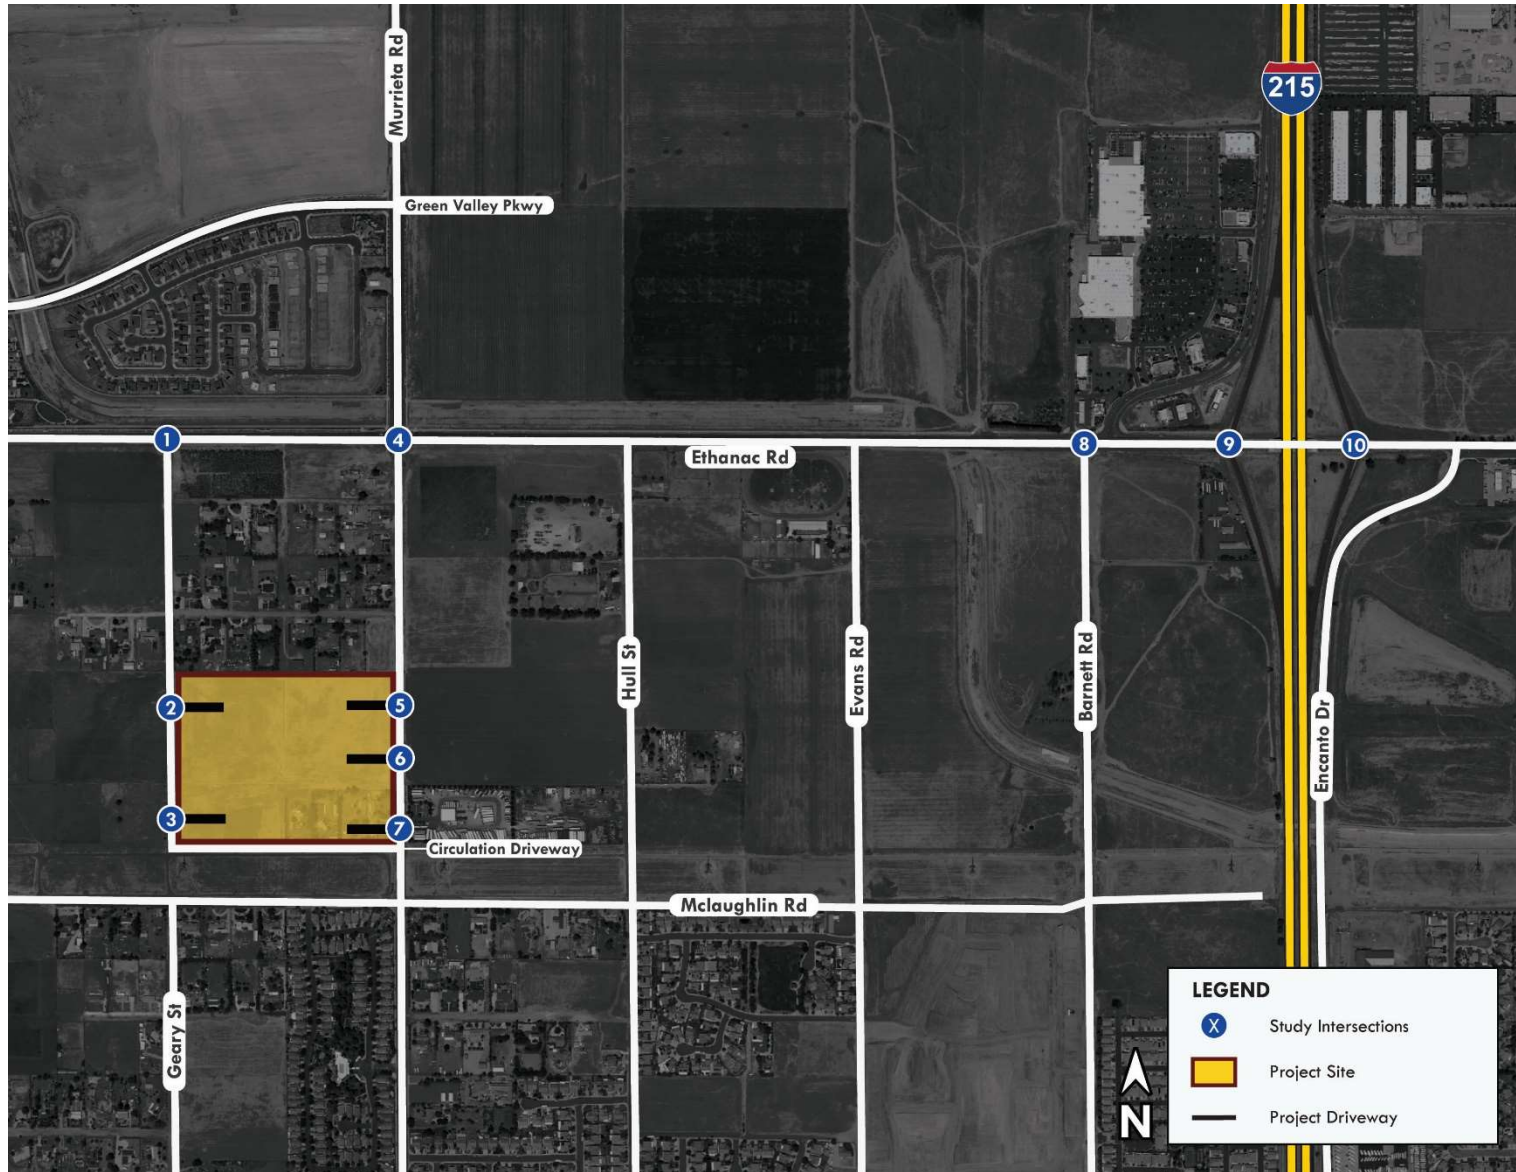 Murrieta Rd
215
Green Valley Pkwy
1
4
8
9
10
Ethanac Rd
Hull St
Evans Rd
Barnett Rd
Encanto Dr
2
5
6
3
7
Circulation Driveway
Mclaughlin Rd
Geary St
N
LEGEND
X Study Intersections
Project Site
Project Driveway